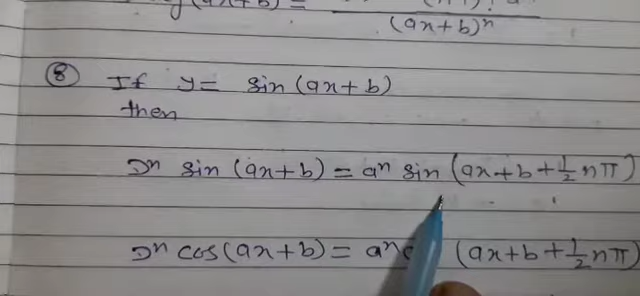 (ax+b) =
(ax+b)ⁿ
⑧ If y = sin (ax+b)
then
Dⁿ sin (ax+b) = aⁿ sin (ax+b+½nπ)
Dⁿ cos(ax+b) = aⁿ (ax+b+½nπ)